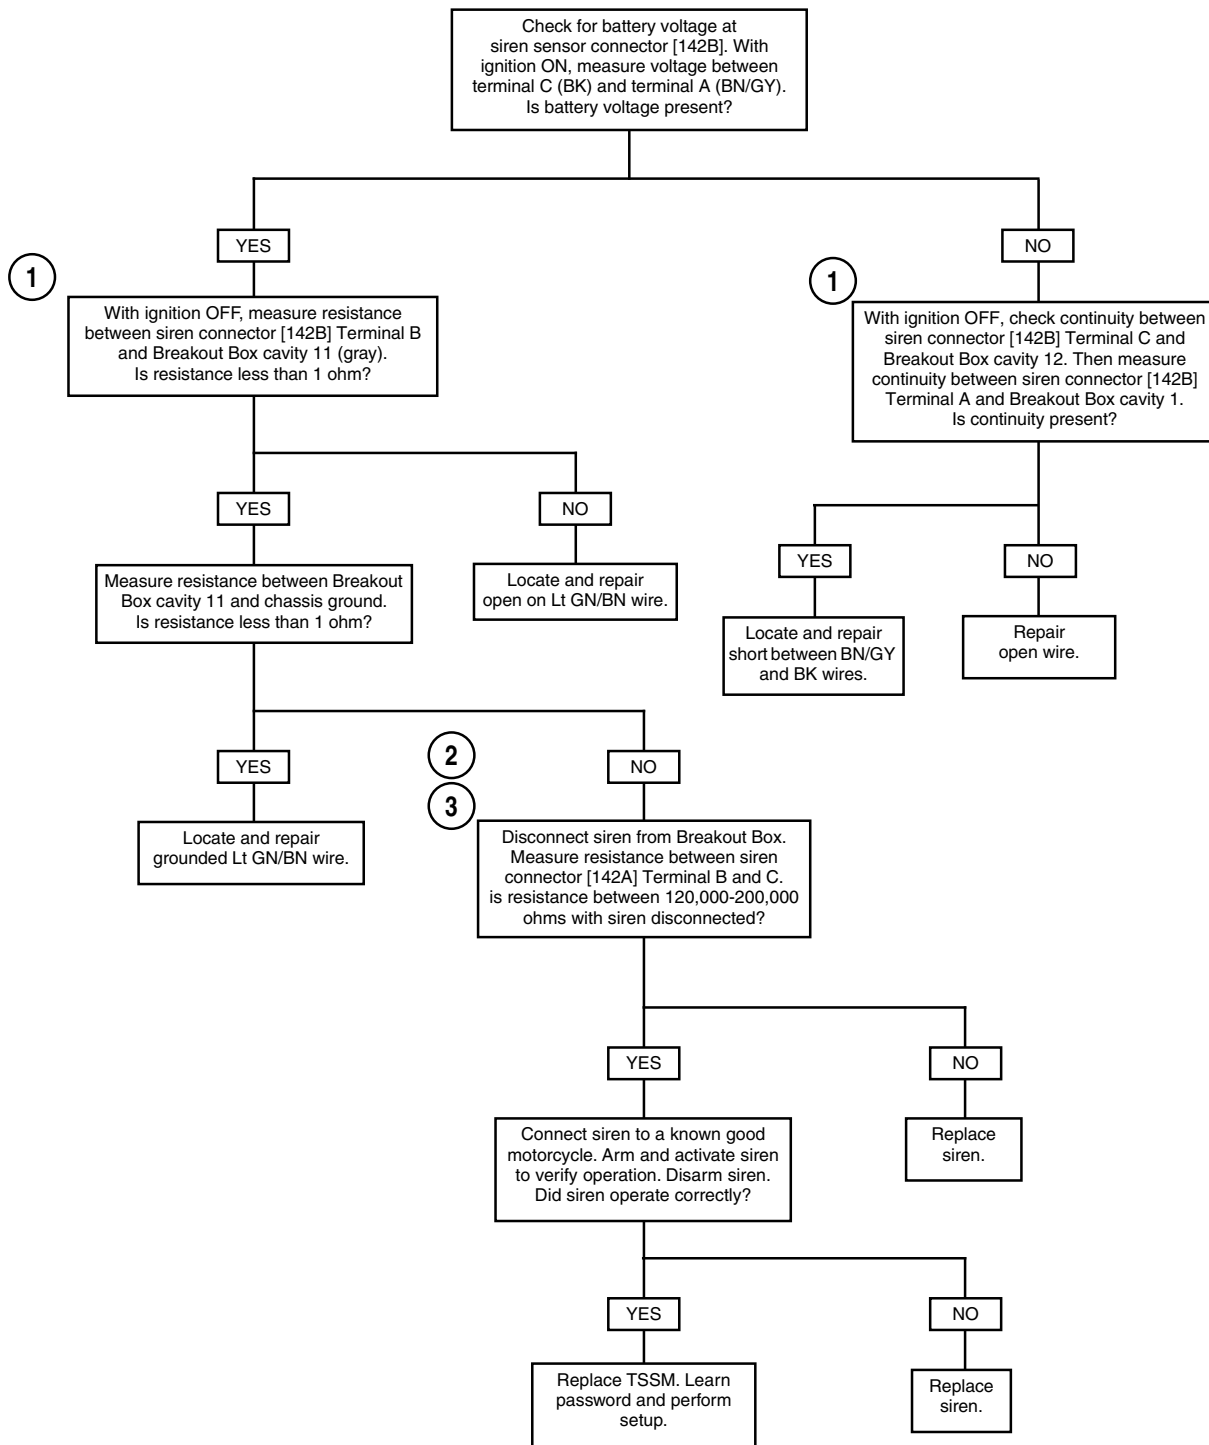 Check for battery voltage at
siren sensor connector [142B]. With
ignition ON, measure voltage between
terminal C (BK) and terminal A (BN/GY).
Is battery voltage present?
YES
NO
1
1
With ignition OFF, measure resistance
between siren connector [142B] Terminal B
and Breakout Box cavity 11 (gray).
Is resistance less than 1 ohm?
With ignition OFF, check continuity between
siren connector [142B] Terminal C and
Breakout Box cavity 12. Then measure
continuity between siren connector [142B]
Terminal A and Breakout Box cavity 1.
Is continuity present?
YES
NO
YES
NO
Measure resistance between Breakout
Box cavity 11 and chassis ground.
Is resistance less than 1 ohm?
Locate and repair
open on Lt GN/BN wire.
Locate and repair
short between BN/GY
and BK wires.
Repair
open wire.
YES
2
NO
3
Locate and repair
grounded Lt GN/BN wire.
Disconnect siren from Breakout Box.
Measure resistance between siren
connector [142A] Terminal B and C.
is resistance between 120,000-200,000
ohms with siren disconnected?
YES
NO
Connect siren to a known good
motorcycle. Arm and activate siren
to verify operation. Disarm siren.
Did siren operate correctly?
Replace
siren.
YES
NO
Replace TSSM. Learn
password and perform
setup.
Replace
siren.